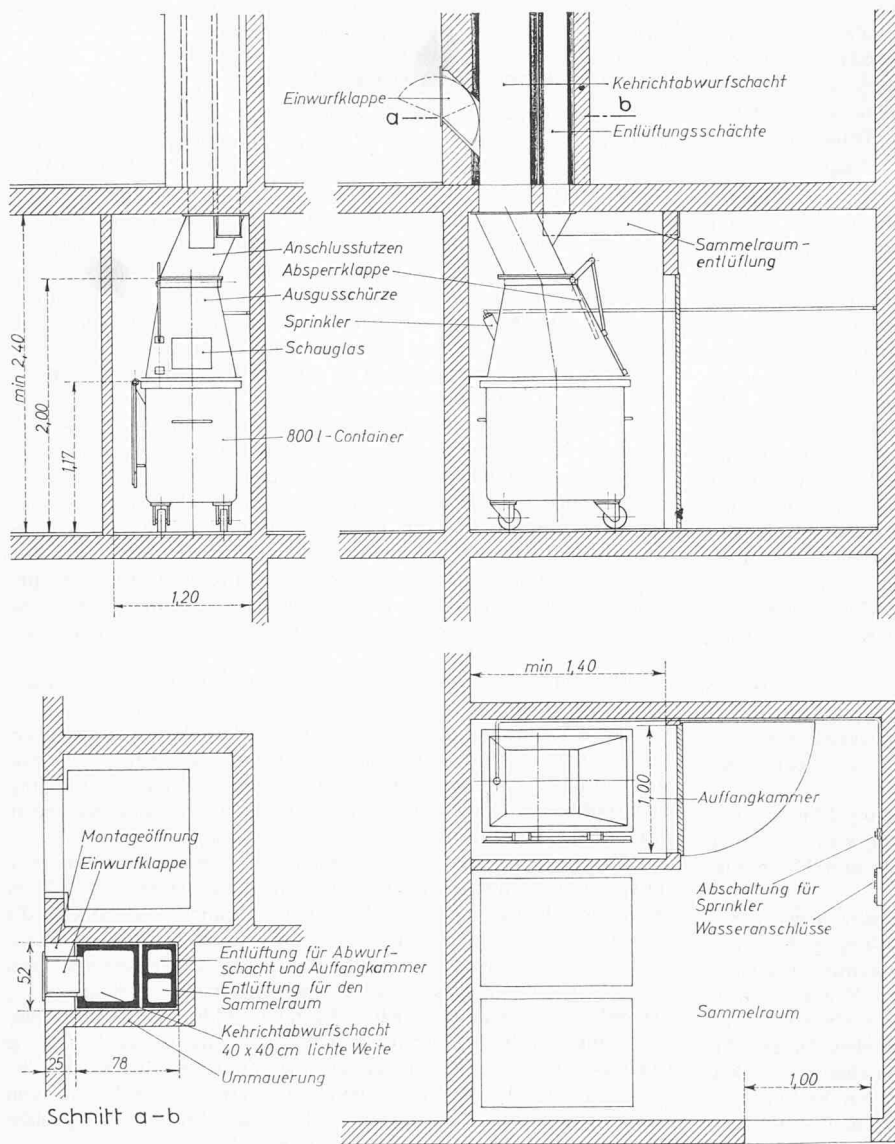 Einwurfklappe
a
Kehrichtabwurfschacht
b
Entlüftungsschächte
Anschlusstutzen
Absperrklappe
Ausgusschürze
Sprinkler
Schauglas
800 l - Container
Sammelraum -
entlüftung
min. 2,40
2,00
1,17
1,20
min 1,40
1,00
Auffangkammer
Abschaltung für
Sprinkler
Wasseranschlüsse
Sammelraum
1,00
Montageöffnung
Einwurfklappe
Entlüftung für Abwurf-
schacht und Auffangkammer
Entlüftung für den
Sammelraum
Kehrichtabwurfschacht
40 x 40 cm lichte Weite
Ummauerung
52
25
78
Schnitt a-b